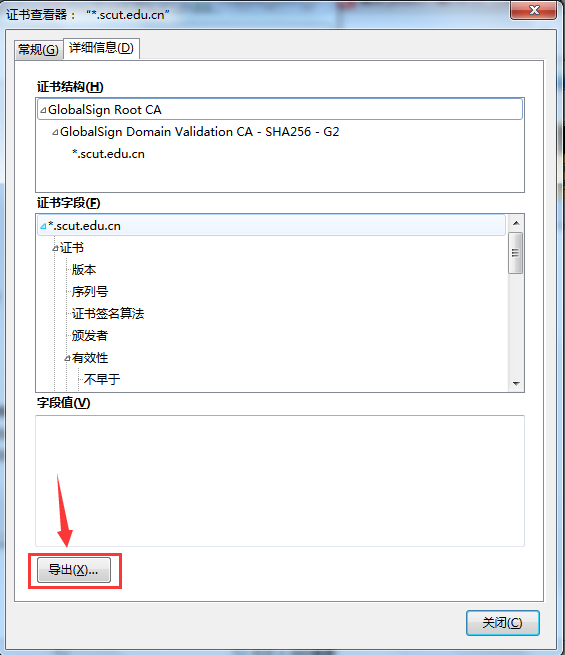 证书查看器：“*.scut.edu.cn”
常规(G) 详细信息(D)
证书结构(H)
GlobalSign Root CA
GlobalSign Domain Validation CA - SHA256 - G2
*.scut.edu.cn
证书字段(F)
*.scut.edu.cn
证书
版本
序列号
证书签名算法
颁发者
有效性
不早于
字段值(V)
导出(X)...
关闭(C)